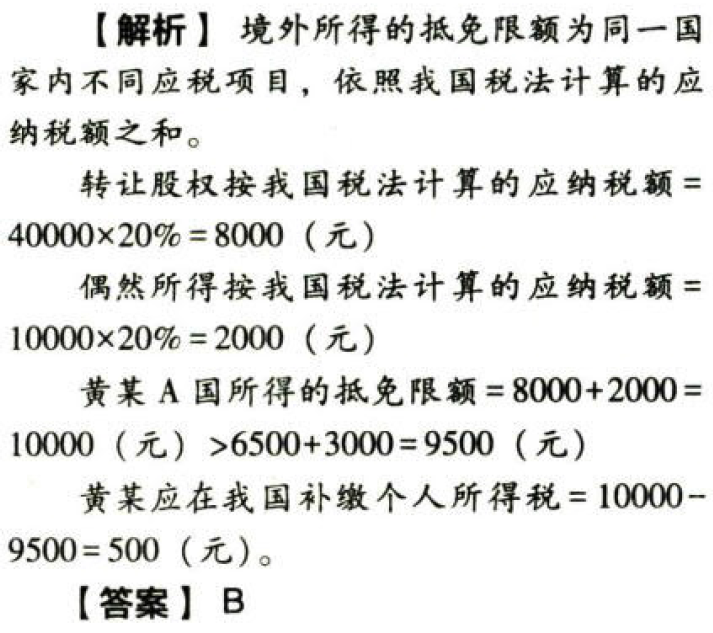 【解析】 境外所得的抵免限额为同一国
家内不同应税项目，依照我国税法计算的应
纳税额之和。
转让股权按我国税法计算的应纳税额＝
40000×20%＝8000（元）
偶然所得按我国税法计算的应纳税额＝
10000×20%＝2000（元）
黄某 A 国所得的抵免限额＝8000+2000＝
10000（元）>6500+3000＝9500（元）
黄某应在我国补缴个人所得税＝10000－
9500＝500（元）。
【答案】 B